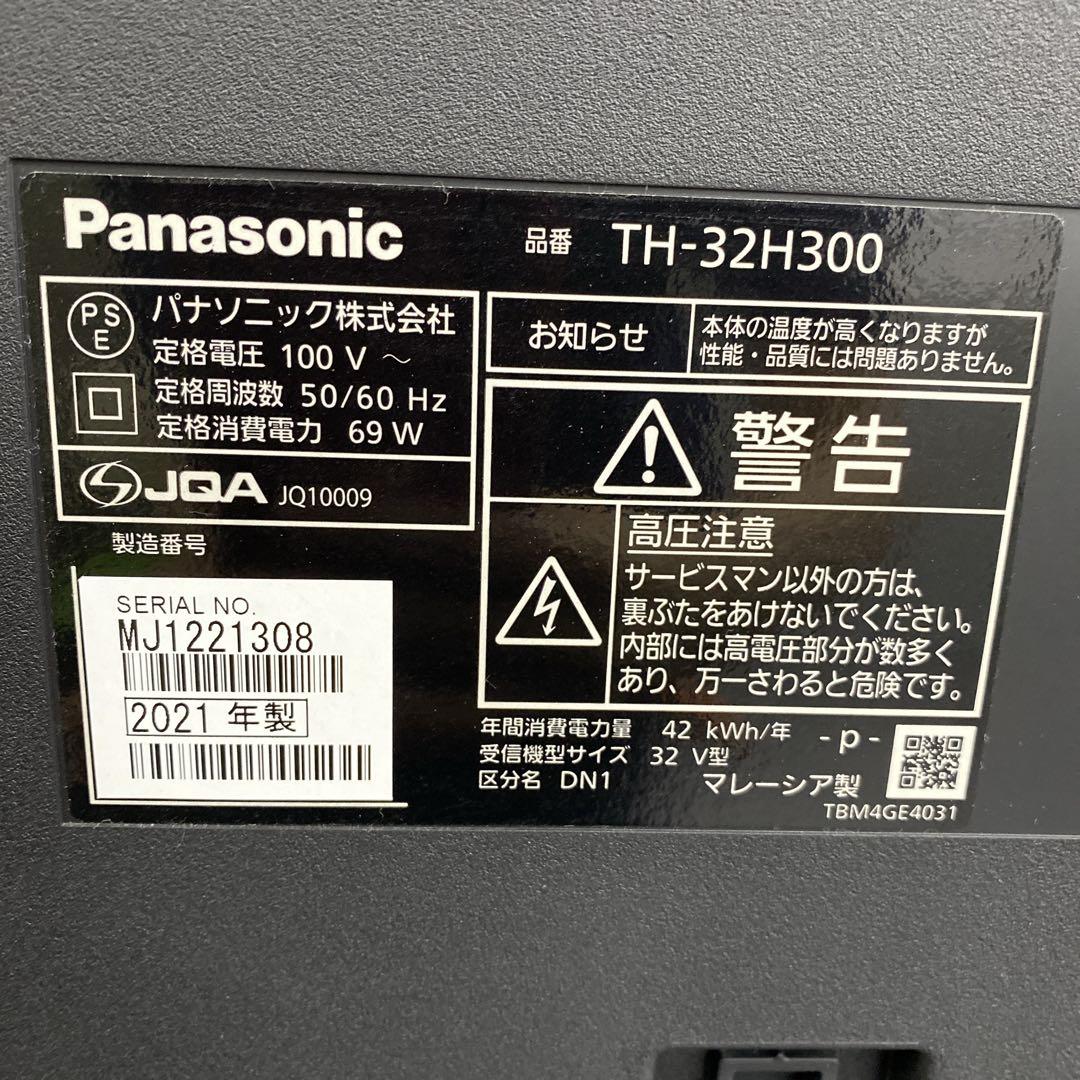 Panasonic
品番 TH-32H300
PSE
パナソニック株式会社
定格電圧 100 V ～
定格周波数 50/60 Hz
定格消費電力 69 W
JQA JQ10009
製造番号
SERIAL NO.
MJ1221308
2021 年製
お知らせ
本体の温度が高くなりますが
性能・品質には問題ありません。
警告
高圧注意
サービスマン以外の方は、
裏ぶたをあけないでください。
内部には高電圧部分が数多く
あり、万一さわると危険です。
年間消費電力量 42 kWh/年
受信機型サイズ 32 V型
区分名 DN1
- p -
マレーシア製
TBM4GE4031